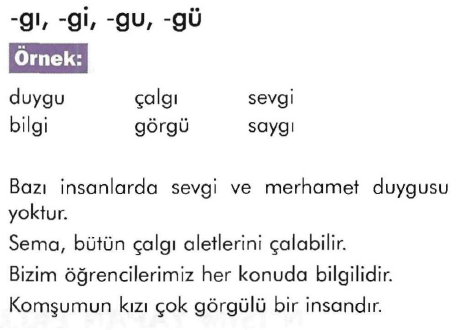 -gı, -gi, -gu, -gü
Örnek:
duygu çalgı sevgi
bilgi görgü saygı
Bazı insanlarda sevgi ve merhamet duygusu
yoktur.
Sema, bütün çalgı aletlerini çalabilir.
Bizim öğrencilerimiz her konuda bilgilidir.
Komşumun kızı çok görgülü bir insandır.